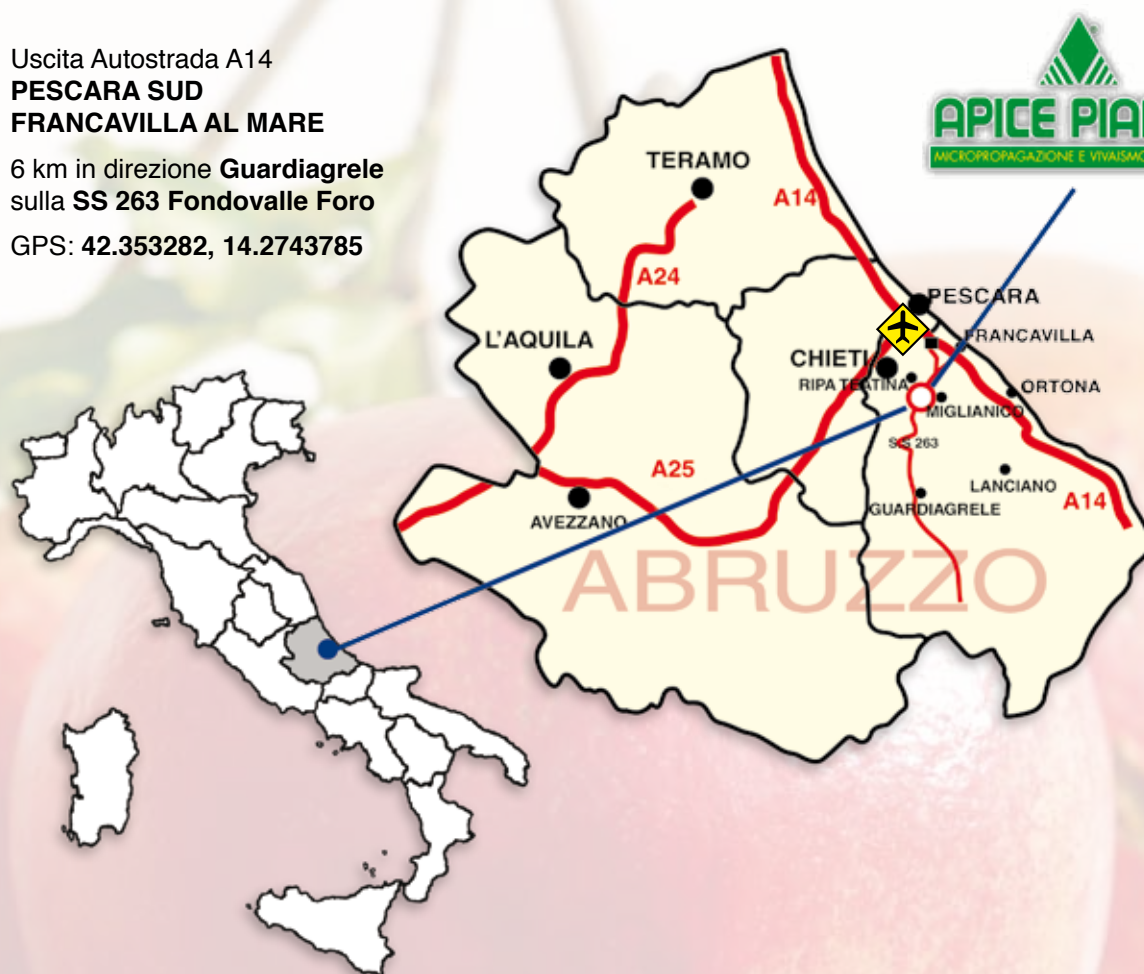 Uscita Autostrada A14
PESCARA SUD
FRANCAVILLA AL MARE
6 km in direzione Guardiagrele
sulla SS 263 Fondovalle Foro
GPS: 42.353282, 14.2743785
APICE PIA
MICROPROPAGAZIONE E VIVAISMO
TERAMO
A14
A24
PESCARA
L'AQUILA
FRANCAVILLA
CHIETI
RIPA TEATINA
ORTONA
MIGLIANICO
SS 263
A25
LANCIANO
A14
GUARDIAGRELE
AVEZZANO
ABRUZZO